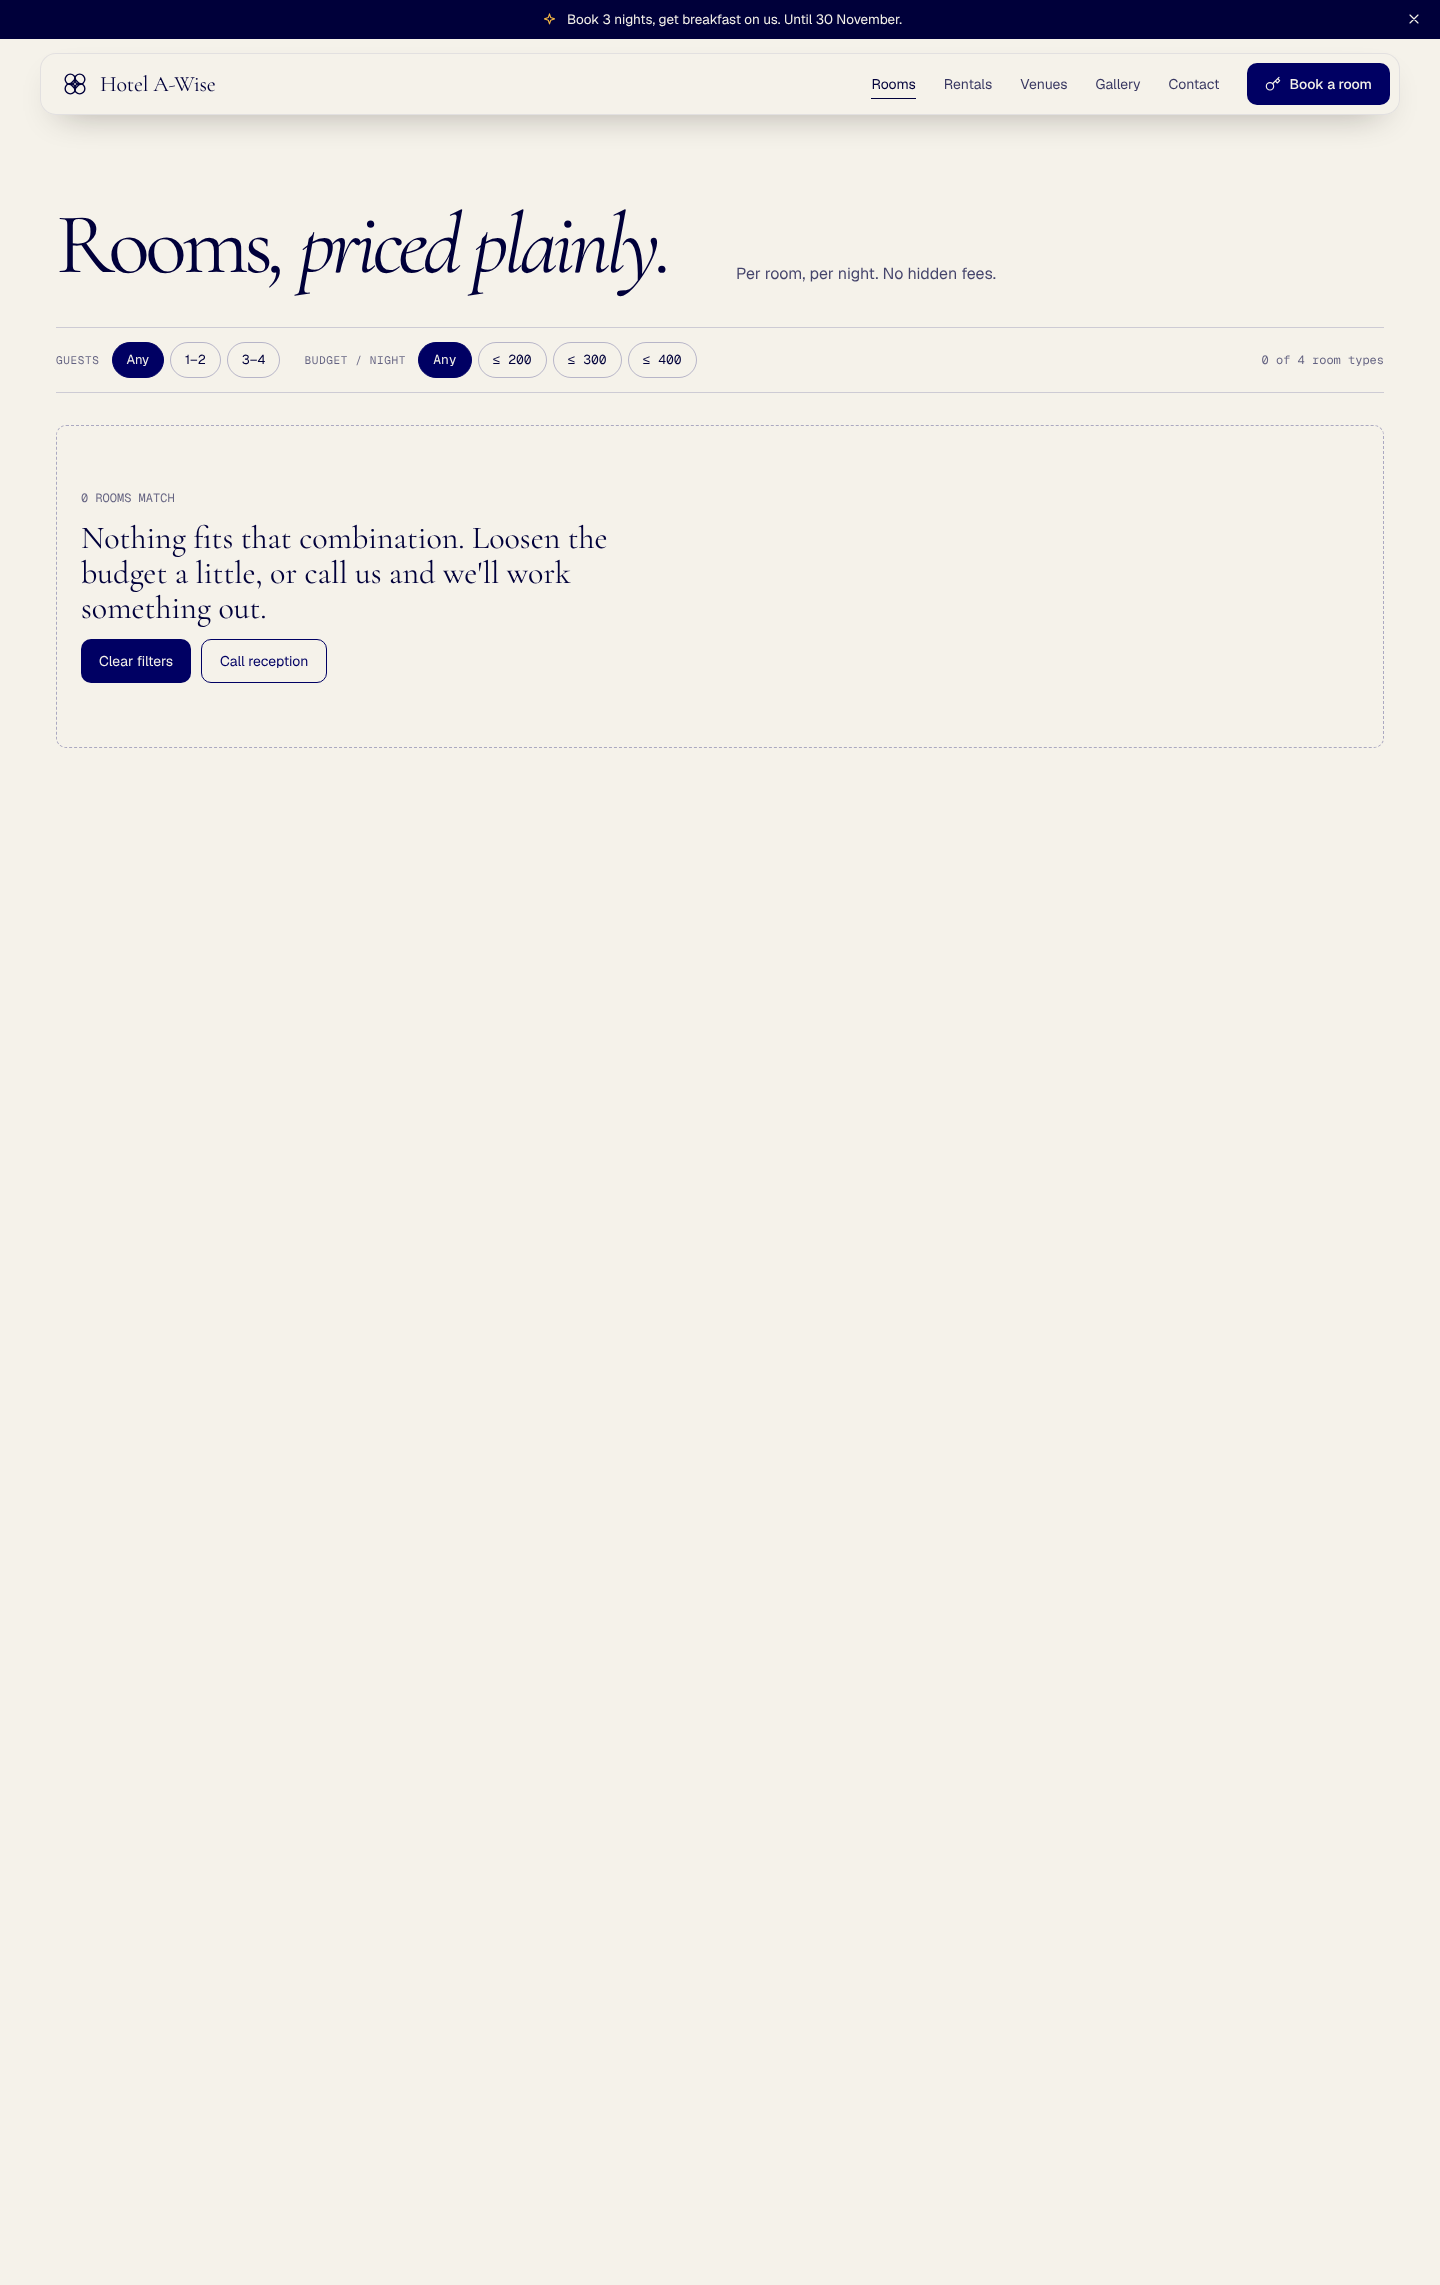 Book 3 nights, get breakfast on us. Until 30 November.
Hotel A-Wise
Rooms
Rentals
Venues
Gallery
Contact
Book a room
Rooms, priced plainly.
Per room, per night. No hidden fees.
GUESTS
Any
1–2
3–4
BUDGET / NIGHT
Any
≤ 200
≤ 300
≤ 400
0 of 4 room types
0 ROOMS MATCH
Nothing fits that combination. Loosen the
budget a little, or call us and we'll work
something out.
Clear filters
Call reception